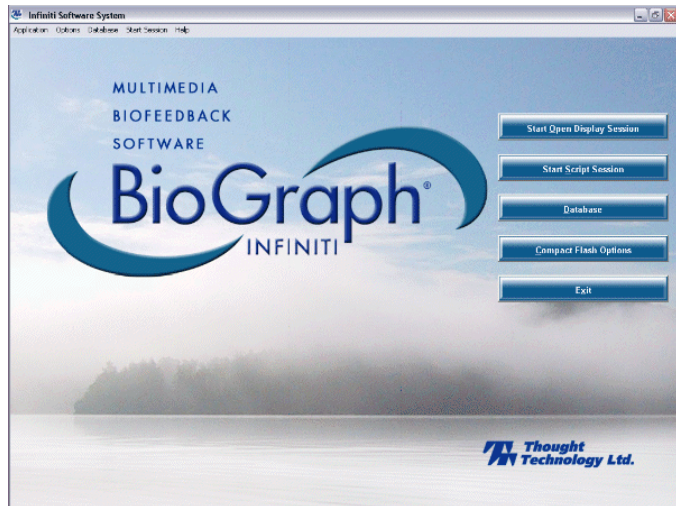 Infiniti Software System
Application Options Database Start Session Help
MULTIMEDIA
BIOFEEDBACK
SOFTWARE
BioGraph®
INFINITI
Start Open Display Session
Start Script Session
Database
Compact Flash Options
Exit
Thought
Technology Ltd.